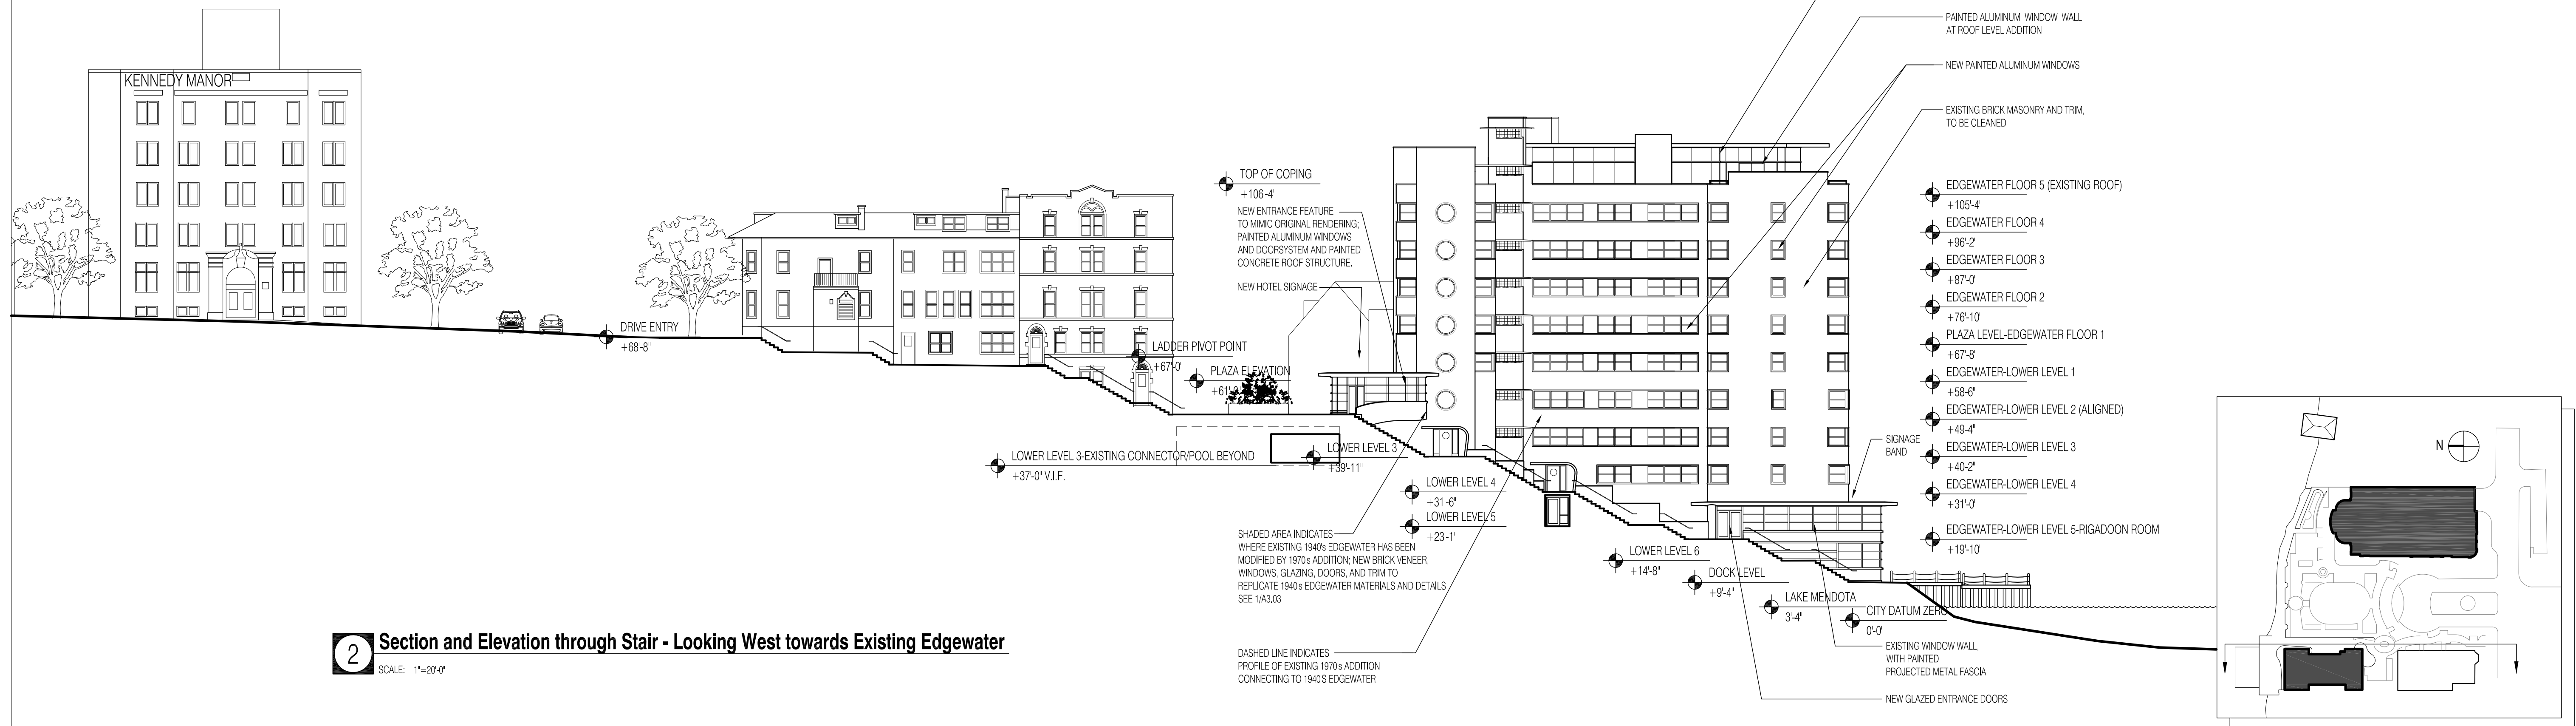 KENNEDY MANOR
DRIVE ENTRY
+68'-8"
LADDER PIVOT POINT
+67'-0"
PLAZA ELEVATION
TOP OF COPING
+106'-4"
NEW ENTRANCE FEATURE
TO MIMIC ORIGINAL RENDERING;
PAINTED ALUMINUM WINDOWS
AND DOORSYSTEM AND PAINTED
CONCRETE ROOF STRUCTURE.
NEW HOTEL SIGNAGE
LOWER LEVEL 3-EXISTING CONNECTOR/POOL BEYOND
+37'-0" V.I.F.
LOWER LEVEL 3
+39'-11"
LOWER LEVEL 4
+31'-6"
LOWER LEVEL 5
+23'-1"
SHADED AREA INDICATES
WHERE EXISTING 1940's EDGEWATER HAS BEEN
MODIFIED BY 1970's ADDITION; NEW BRICK VENEER,
WINDOWS, GLAZING, DOORS, AND TRIM TO
REPLICATE 1940's EDGEWATER MATERIALS AND DETAILS
SEE 1/A3.03
DASHED LINE INDICATES
PROFILE OF EXISTING 1970's ADDITION
CONNECTING TO 1940'S EDGEWATER
LOWER LEVEL 6
+14'-8"
DOCK LEVEL
+9'-4"
LAKE MENDOTA
3'-4"
CITY DATUM ZERO
0'-0"
PAINTED ALUMINUM WINDOW WALL
AT ROOF LEVEL ADDITION
NEW PAINTED ALUMINUM WINDOWS
EXISTING BRICK MASONRY AND TRIM,
TO BE CLEANED
EDGEWATER FLOOR 5 (EXISTING ROOF)
+105'-4"
EDGEWATER FLOOR 4
+96'-2"
EDGEWATER FLOOR 3
+87'-0"
EDGEWATER FLOOR 2
+76'-10"
PLAZA LEVEL-EDGEWATER FLOOR 1
+67'-8"
EDGEWATER-LOWER LEVEL 1
+58'-6"
EDGEWATER-LOWER LEVEL 2 (ALIGNED)
+49'-4"
EDGEWATER-LOWER LEVEL 3
+40'-2"
EDGEWATER-LOWER LEVEL 4
+31'-0"
EDGEWATER-LOWER LEVEL 5-RIGADOON ROOM
+19'-10"
SIGNAGE
BAND
EXISTING WINDOW WALL,
WITH PAINTED
PROJECTED METAL FASCIA
NEW GLAZED ENTRANCE DOORS
N
2
Section and Elevation through Stair - Looking West towards Existing Edgewater
SCALE: 1"=20'-0"